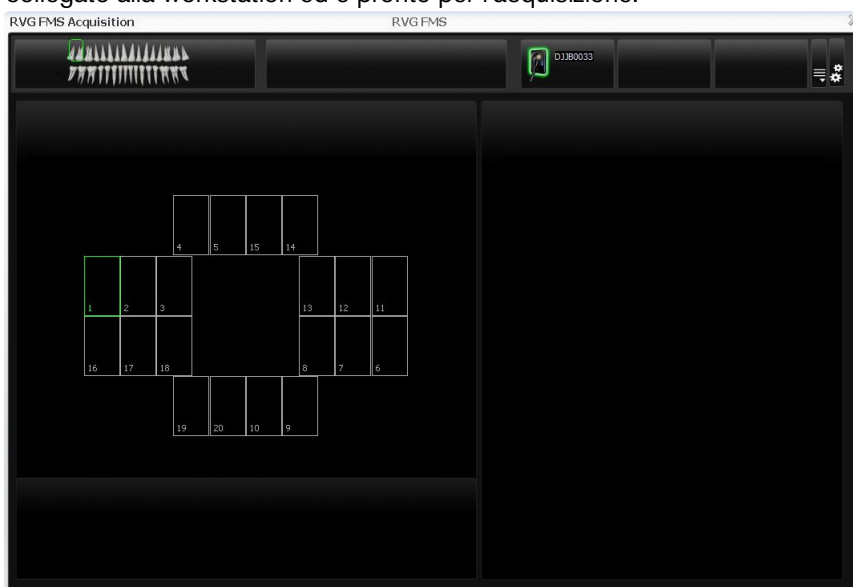 collegato alla workstation ed è pronto per l'acquisizione.
RVG FMS Acquisition RVG FMS
DJJB0033
4 5 15 14
1 2 3 13 12 11
16 17 18 8 7 6
19 20 10 9